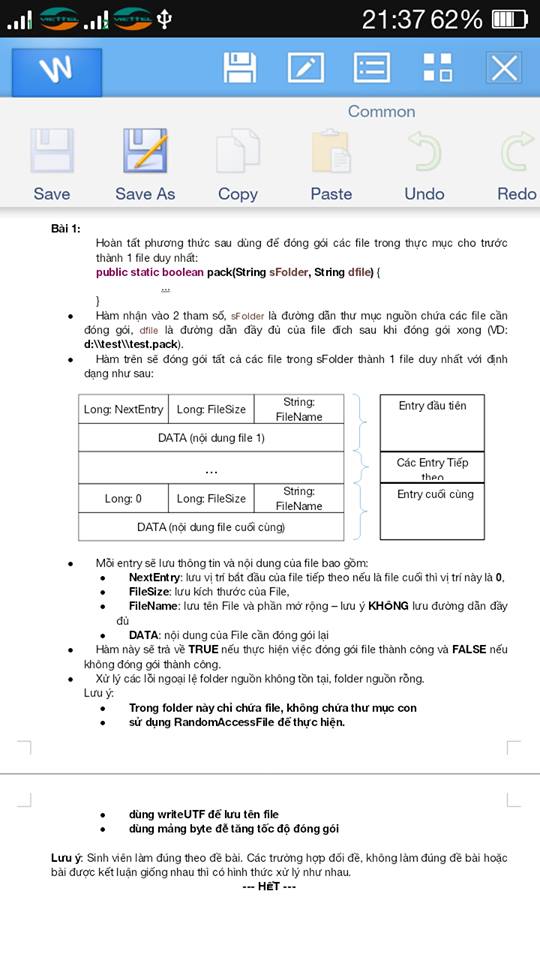 1 VIETTEL 2 VIETTEL 21:37 62%
W
Common
Save Save As Copy Paste Undo Redo
Bài 1:
Hoàn tất phương thức sau dùng để đóng gói các file trong thực mục cho trước
thành 1 file duy nhất:
public static boolean pack(String sFolder, String dfile) {
...
}
• Hàm nhận vào 2 tham số, sFolder là đường dẫn thư mục nguồn chứa các file cần
đóng gói, dfile là đường dẫn đầy đủ của file đích sau khi đóng gói xong (VD:
d:\\test\\test.pack).
• Hàm trên sẽ đóng gói tất cả các file trong sFolder thành 1 file duy nhất với định
dạng như sau:
Long: NextEntry Long: FileSize String:
FileName
DATA (nội dung file 1)
...
Long: 0 Long: FileSize String:
FileName
DATA (nội dung file cuối cùng)
Entry đầu tiên
Các Entry Tiếp
theo
Entry cuối cùng
• Mỗi entry sẽ lưu thông tin và nội dung của file bao gồm:
• NextEntry: lưu vị trí bắt đầu của file tiếp theo nếu là file cuối thì vị trí này là 0,
• FileSize: lưu kích thước của File,
• FileName: lưu tên File và phần mở rộng – lưu ý KHÔNG lưu đường dẫn đầy
đủ
• DATA: nội dung của File cần đóng gói lại
• Hàm này sẽ trả về TRUE nếu thực hiện việc đóng gói file thành công và FALSE nếu
không đóng gói thành công.
• Xử lý các lỗi ngoại lệ folder nguồn không tồn tại, folder nguồn rỗng.
Lưu ý:
• Trong folder này chỉ chứa file, không chứa thư mục con
• sử dụng RandomAccessFile để thực hiện.
• dùng writeUTF để lưu tên file
• dùng mảng byte để tăng tốc độ đóng gói
Lưu ý: Sinh viên làm đúng theo đề bài. Các trường hợp đổi đề, không làm đúng đề bài hoặc
bài được kết luận giống nhau thì có hình thức xử lý như nhau.
--- HẾT ---